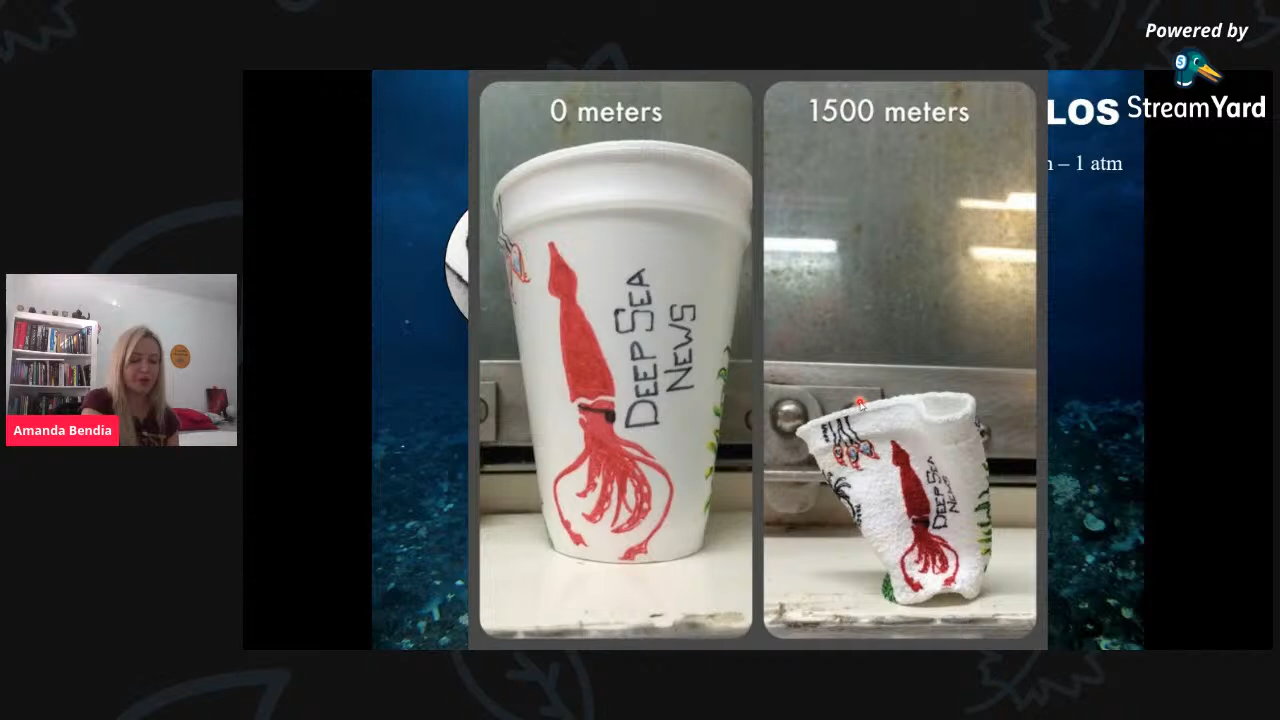 Powered by
StreamYard
0 meters
1500 meters
LOS
– 1 atm
DEEP SEA
NEWS
DEEP SEA
NEWS
Amanda Bendia